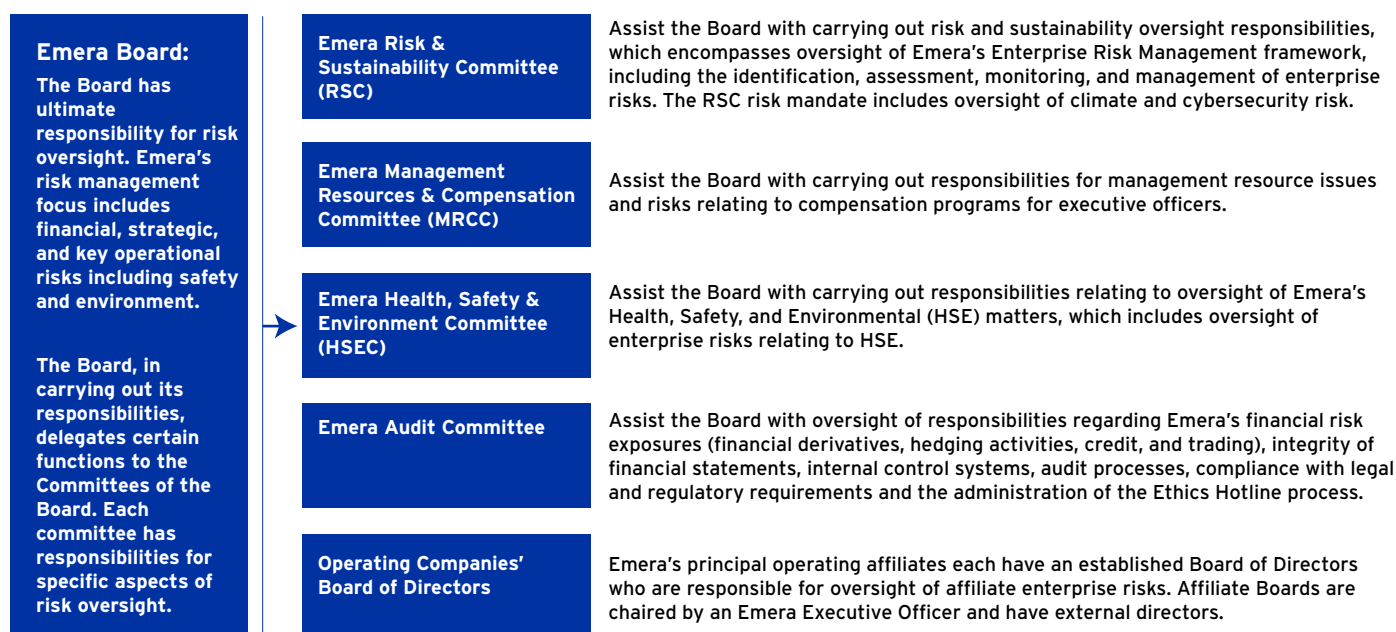 Emera Board:
The Board has
ultimate
responsibility for risk
oversight. Emera’s
risk management
focus includes
financial, strategic,
and key operational
risks including safety
and environment.
The Board, in
carrying out its
responsibilities,
delegates certain
functions to the
Committees of the
Board. Each
committee has
responsibilities for
specific aspects of
risk oversight.
Emera Risk &
Sustainability Committee
(RSC)
Assist the Board with carrying out risk and sustainability oversight responsibilities,
which encompasses oversight of Emera’s Enterprise Risk Management framework,
including the identification, assessment, monitoring, and management of enterprise
risks. The RSC risk mandate includes oversight of climate and cybersecurity risk.
Emera Management
Resources & Compensation
Committee (MRCC)
Assist the Board with carrying out responsibilities for management resource issues
and risks relating to compensation programs for executive officers.
Emera Health, Safety &
Environment Committee
(HSEC)
Assist the Board with carrying out responsibilities relating to oversight of Emera’s
Health, Safety, and Environmental (HSE) matters, which includes oversight of
enterprise risks relating to HSE.
Emera Audit Committee
Assist the Board with oversight of responsibilities regarding Emera’s financial risk
exposures (financial derivatives, hedging activities, credit, and trading), integrity of
financial statements, internal control systems, audit processes, compliance with legal
and regulatory requirements and the administration of the Ethics Hotline process.
Operating Companies’
Board of Directors
Emera’s principal operating affiliates each have an established Board of Directors
who are responsible for oversight of affiliate enterprise risks. Affiliate Boards are
chaired by an Emera Executive Officer and have external directors.